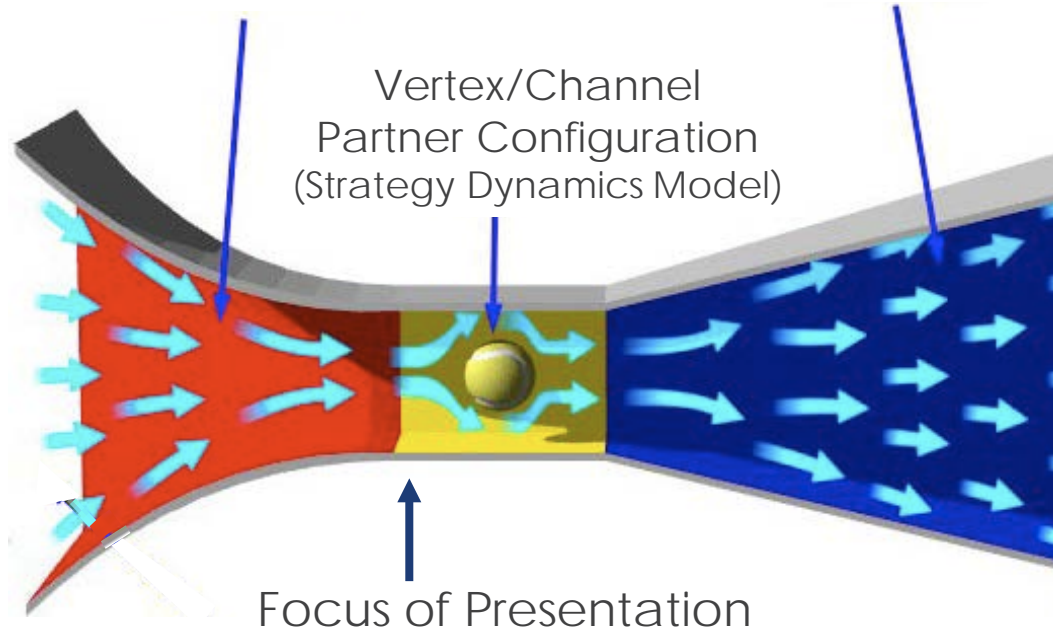 Vertex/Channel
Partner Configuration
(Strategy Dynamics Model)
Focus of Presentation